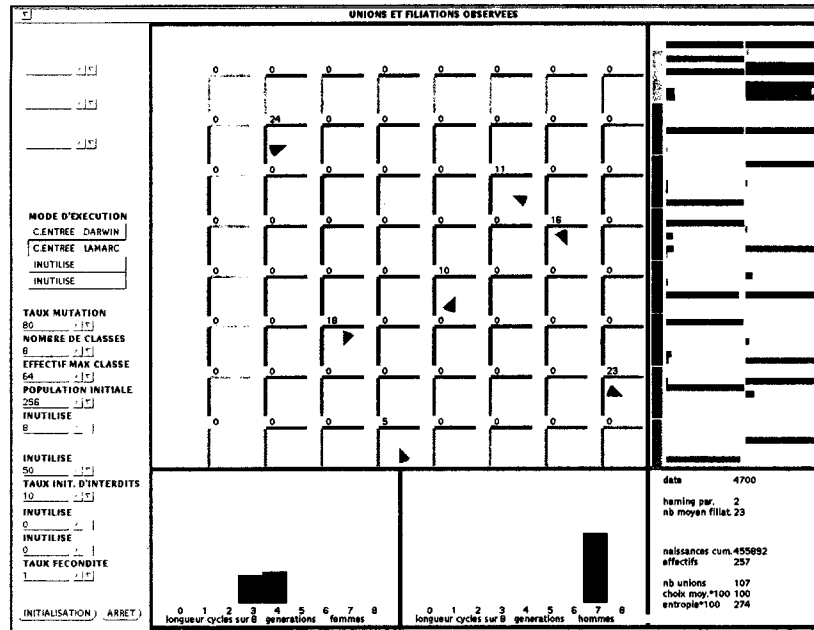 UNIONS ET FILIATIONS OBSERVEES
MODE D'EXECUTION
C.ENTREE DARWIN
C.ENTREE LAMARC
INUTILISE
INUTILISE
TAUX MUTATION
80
NOMBRE DE CLASSES
8
EFFECTIF MAX CLASSE
64
POPULATION INITIALE
256
INUTILISE
8
INUTILISE
50
TAUX INIT. D'INTERDITS
10
INUTILISE
0
INUTILISE
0
TAUX FECONDITE
1
INITIALISATION ARRET
0 0 0 0 0 0 0 0
0 24 0 0 0 0 0 0
0 0 0 0 0 11 0 0
0 0 0 0 0 0 16 0
0 0 0 0 10 0 0 0
0 0 18 0 0 0 0 0
0 0 0 0 0 0 0 23
0 0 0 5 0 0 0 0
0 1 2 3 4 5 6 7 8
longueur cycles sur 8 generations femmes
0 1 2 3 4 5 6 7 8
longueur cycles sur 8 generations hommes
date 4700
haming par. 2
nb moyen filiat. 23
naissances cum. 455892
effectifs 257
nb unions 107
choix moy.*100 100
entropie*100 274